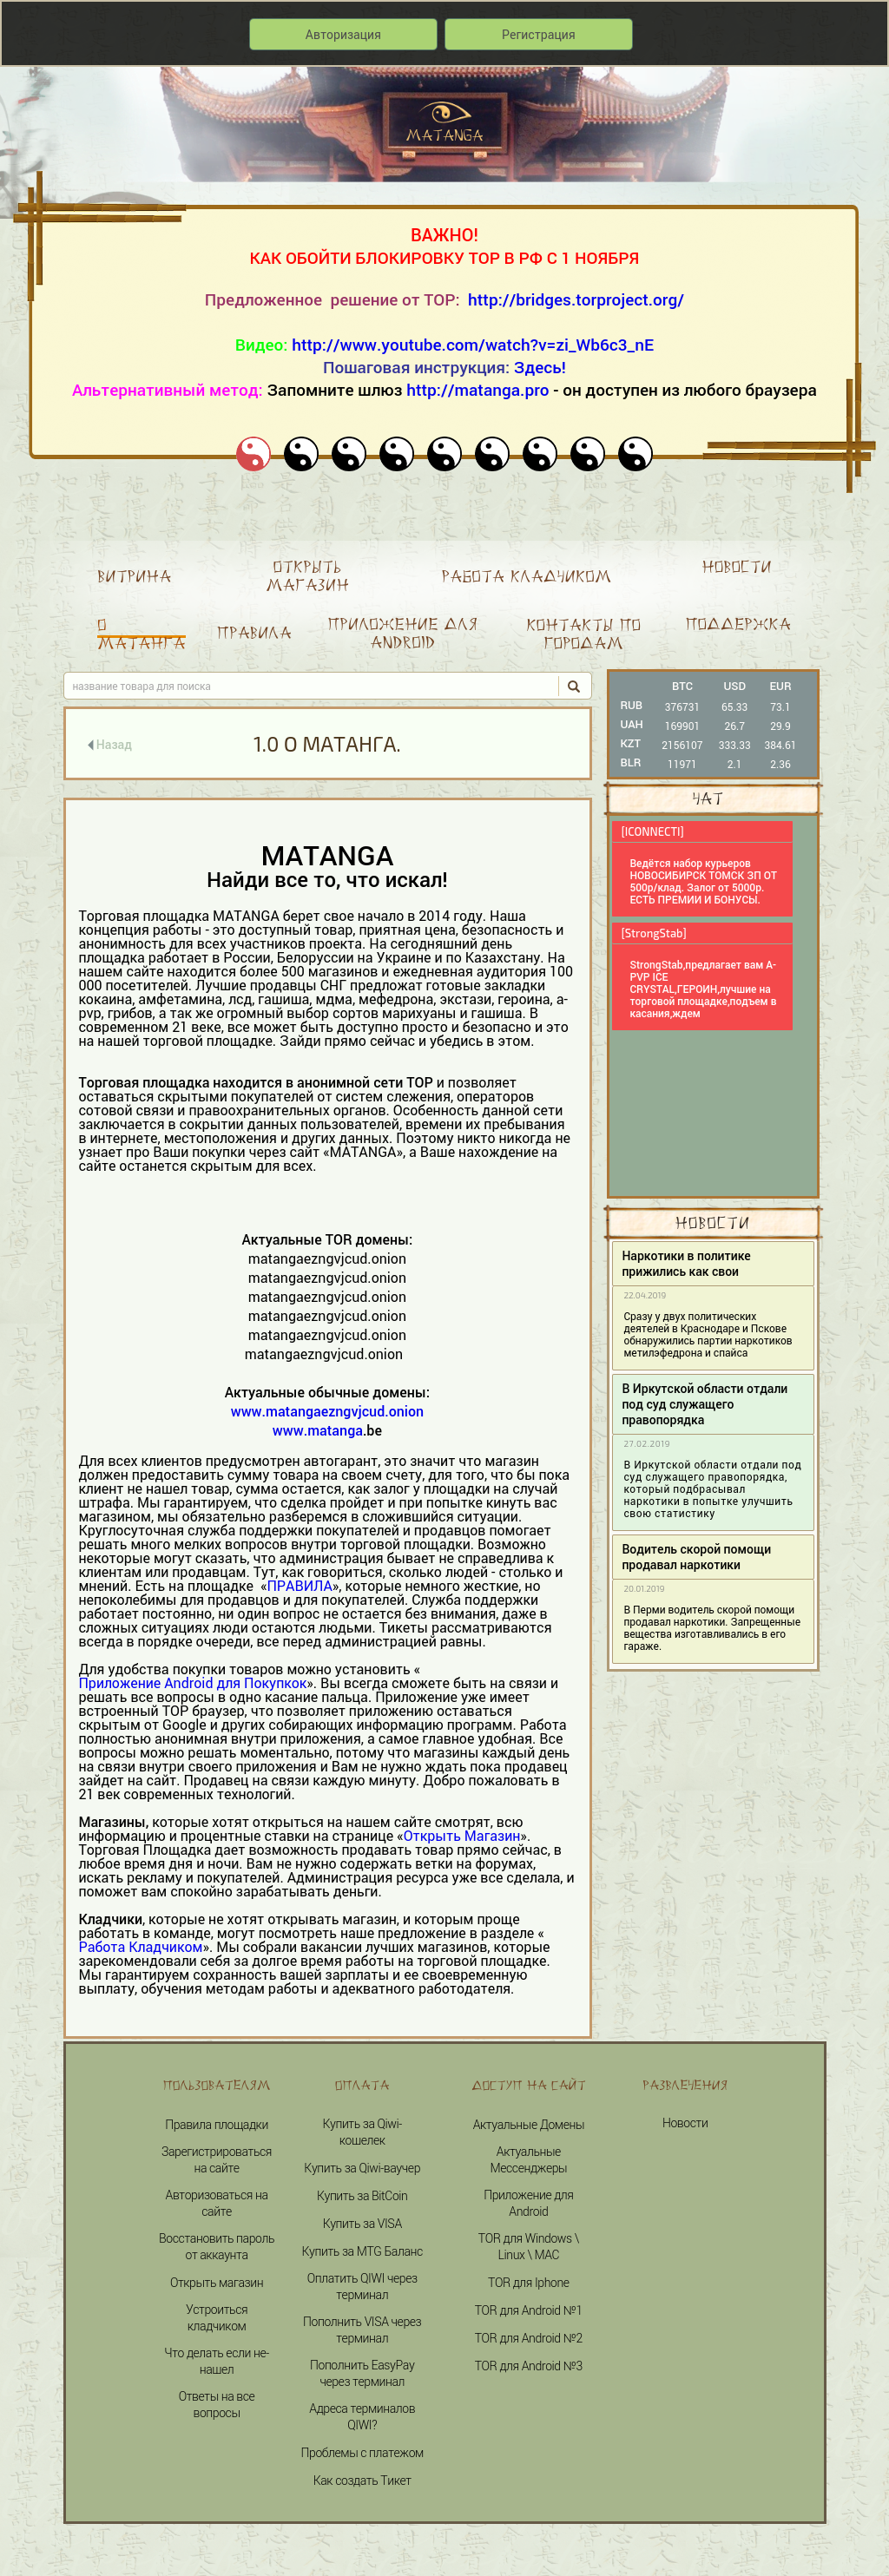 Авторизация
Регистрация
MATANGA
ВАЖНО!
КАК ОБОЙТИ БЛОКИРОВКУ ТОР В РФ С 1 НОЯБРЯ
Предложенное решение от ТОР: http://bridges.torproject.org/
Видео: http://www.youtube.com/watch?v=zi_Wb6c3_nE
Пошаговая инструкция: Здесь!
Альтернативный метод: Запомните шлюз http://matanga.pro - он доступен из любого браузера
ВИТРИНА
ОТКРЫТЬ
МАГАЗИН
РАБОТА КЛАДЧИКОМ
НОВОСТИ
О
МАТАНГА
ПРАВИЛА
ПРИЛОЖЕНИЕ ДЛЯ
ANDROID
КОНТАКТЫ ПО
ГОРОДАМ
ПОДДЕРЖКА
название товара для поиска
Назад
1.0 О МАТАНГА.
MATANGA
Найди все то, что искал!
Торговая площадка MATANGA берет свое начало в 2014 году. Наша
концепция работы - это доступный товар, приятная цена, безопасность и
анонимность для всех участников проекта. На сегодняшний день
площадка работает в России, Белоруссии и на Украине и по Казахстану. На
нашем сайте находится более 500 магазинов и ежедневная аудитория 100
000 посетителей. Лучшие продавцы СНГ предложат готовые закладки
кокаина, амфетамина, лсд, гашиша, мдма, мефедрона, экстази, героина, а-
pvp, грибов, а так же огромный выбор сортов марихуаны и гашиша. В
современном 21 веке, все может быть доступно просто и безопасно и это
на нашей торговой площадке. Зайди прямо сейчас и убедись в этом.
Торговая площадка находится в анонимной сети ТОР и позволяет
оставаться скрытыми покупателей от систем слежения, операторов
сотовой связи и правоохранительных органов. Особенность данной сети
заключается в сокрытии данных пользователей, времени их пребывания
в интернете, местоположения и других данных. Поэтому никто никогда не
узнает про Ваши покупки через сайт «MATANGA», а Ваше нахождение на
сайте останется скрытым для всех.
Актуальные TOR домены:
matangaezngvjcud.onion
matangaezngvjcud.onion
matangaezngvjcud.onion
matangaezngvjcud.onion
matangaezngvjcud.onion
matangaezngvjcud.onion
Актуальные обычные домены:
www.matangaezngvjcud.onion
www.matanga.be
Для всех клиентов предусмотрен автогарант, это значит что магазин
должен предоставить сумму товара на своем счету, для того, что бы пока
клиент не нашел товар, сумма остается, как залог у площадки на случай
штрафа. Мы гарантируем, что сделка пройдет и при попытке кинуть вас
магазином, мы обязательно разберемся в сложившейся ситуации.
Круглосуточная служба поддержки покупателей и продавцов помогает
решать много мелких вопросов внутри торговой площадки. Возможно
некоторые могут сказать, что администрация бывает не справедлива к
клиентам или продавцам. Тут, как говориться, сколько людей - столько и
мнений. Есть на площадке «ПРАВИЛА», которые немного жесткие, но
непоколебимы для продавцов и для покупателей. Служба поддержки
работает постоянно, ни один вопрос не остается без внимания, даже в
сложных ситуациях люди остаются людьми. Тикеты рассматриваются
всегда в порядке очереди, все перед администрацией равны.
Для удобства покупки товаров можно установить «
Приложение Android для Покупкок». Вы всегда сможете быть на связи и
решать все вопросы в одно касание пальца. Приложение уже имеет
встроенный ТОР браузер, что позволяет приложению оставаться
скрытым от Google и других собирающих информацию программ. Работа
полностью анонимная внутри приложения, а самое главное удобная. Все
вопросы можно решать моментально, потому что магазины каждый день
на связи внутри своего приложения и Вам не нужно ждать пока продавец
зайдет на сайт. Продавец на связи каждую минуту. Добро пожаловать в
21 век современных технологий.
Магазины, которые хотят открыться на нашем сайте смотрят, всю
информацию и процентные ставки на странице «Открыть Магазин».
Торговая Площадка дает возможность продавать товар прямо сейчас, в
любое время дня и ночи. Вам не нужно содержать ветки на форумах,
искать рекламу и покупателей. Администрация ресурса уже все сделала, и
поможет вам спокойно зарабатывать деньги.
Кладчики, которые не хотят открывать магазин, и которым проще
работать в команде, могут посмотреть наше предложение в разделе «
Работа Кладчиком». Мы собрали вакансии лучших магазинов, которые
зарекомендовали себя за долгое время работы на торговой площадке.
Мы гарантируем сохранность вашей зарплаты и ее своевременную
выплату, обучения методам работы и адекватного работодателя.
BTC USD EUR
RUB 376731 65.33 73.1
UAH 169901 26.7 29.9
KZT 2156107 333.33 384.61
BLR 11971 2.1 2.36
ЧАТ
[ICONNECTI]
Ведётся набор курьеров
НОВОСИБИРСК ТОМСК ЗП ОТ
500р/клад. Залог от 5000р.
ЕСТЬ ПРЕМИИ И БОНУСЫ.
[StrongStab]
StrongStab,предлагает вам A-
PVP ICE
CRYSTAL,ГЕРОИН,лучшие на
торговой площадке,подъем в
касания,ждем
НОВОСТИ
Наркотики в политике
прижились как свои
22.04.2019
Сразу у двух политических
деятелей в Краснодаре и Пскове
обнаружились партии наркотиков
метилэфедрона и спайса
В Иркутской области отдали
под суд служащего
правопорядка
27.02.2019
В Иркутской области отдали под
суд служащего правопорядка,
который подбрасывал
наркотики в попытке улучшить
свою статистику
Водитель скорой помощи
продавал наркотики
20.01.2019
В Перми водитель скорой помощи
продавал наркотики. Запрещенные
вещества изготавливались в его
гараже.
ПОЛЬЗОВАТЕЛЯМ
Правила площадки
Зарегистрироваться
на сайте
Авторизоваться на
сайте
Восстановить пароль
от аккаунта
Открыть магазин
Устроиться
кладчиком
Что делать если не-
нашел
Ответы на все
вопросы
ОПЛАТА
Купить за Qiwi-
кошелек
Купить за Qiwi-ваучер
Купить за BitCoin
Купить за VISA
Купить за MTG Баланс
Оплатить QIWI через
терминал
Пополнить VISA через
терминал
Пополнить EasyPay
через терминал
Адреса терминалов
QIWI?
Проблемы с платежом
Как создать Тикет
ДОСТУП НА САЙТ
Актуальные Домены
Актуальные
Мессенджеры
Приложение для
Android
TOR для Windows \
Linux \ MAC
TOR для Iphone
TOR для Android №1
TOR для Android №2
TOR для Android №3
РАЗВЛЕЧЕНИЯ
Новости